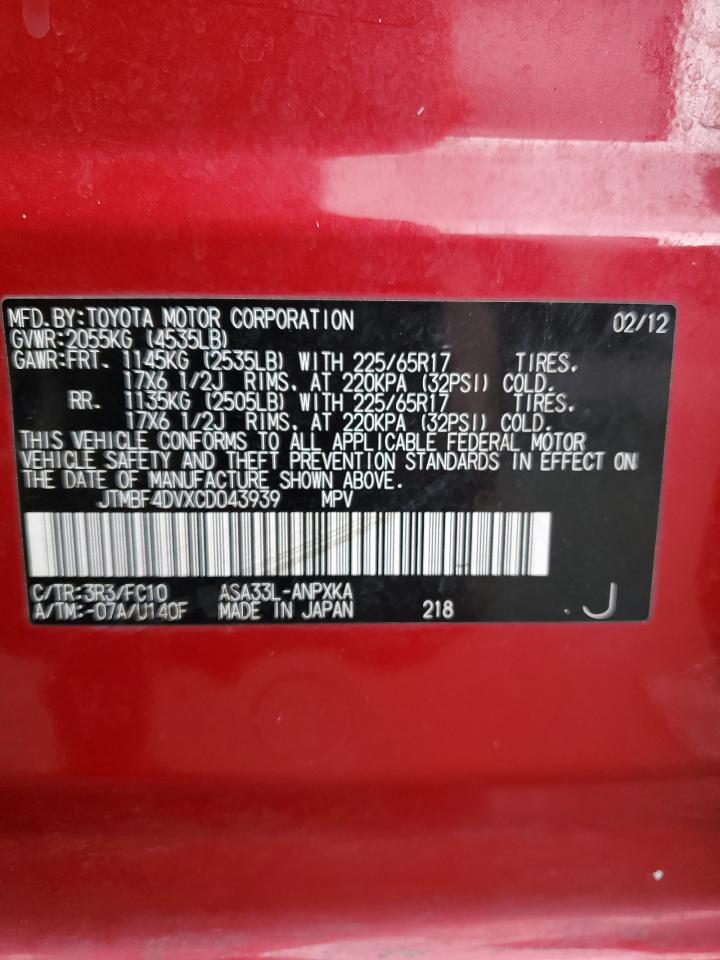 MFD. BY: TOYOTA MOTOR CORPORATION 02/12
GVWR: 2055KG (4535LB)
GAWR: FRT. 1145KG (2535LB) WITH 225/65R17 TIRES,
17X6 1/2J RIMS, AT 220KPA (32PSI) COLD.
RR. 1135KG (2505LB) WITH 225/65R17 TIRES,
17X6 1/2J RIMS, AT 220KPA (32PSI) COLD.
THIS VEHICLE CONFORMS TO ALL APPLICABLE FEDERAL MOTOR
VEHICLE SAFETY AND THEFT PREVENTION STANDARDS IN EFFECT ON
THE DATE OF MANUFACTURE SHOWN ABOVE.
JTMBF4DVXCD043939 MPV
C/TR: 3R3/FC10 ASA33L-ANPXKA
A/TM: -07A/U140F MADE IN JAPAN 218 .J